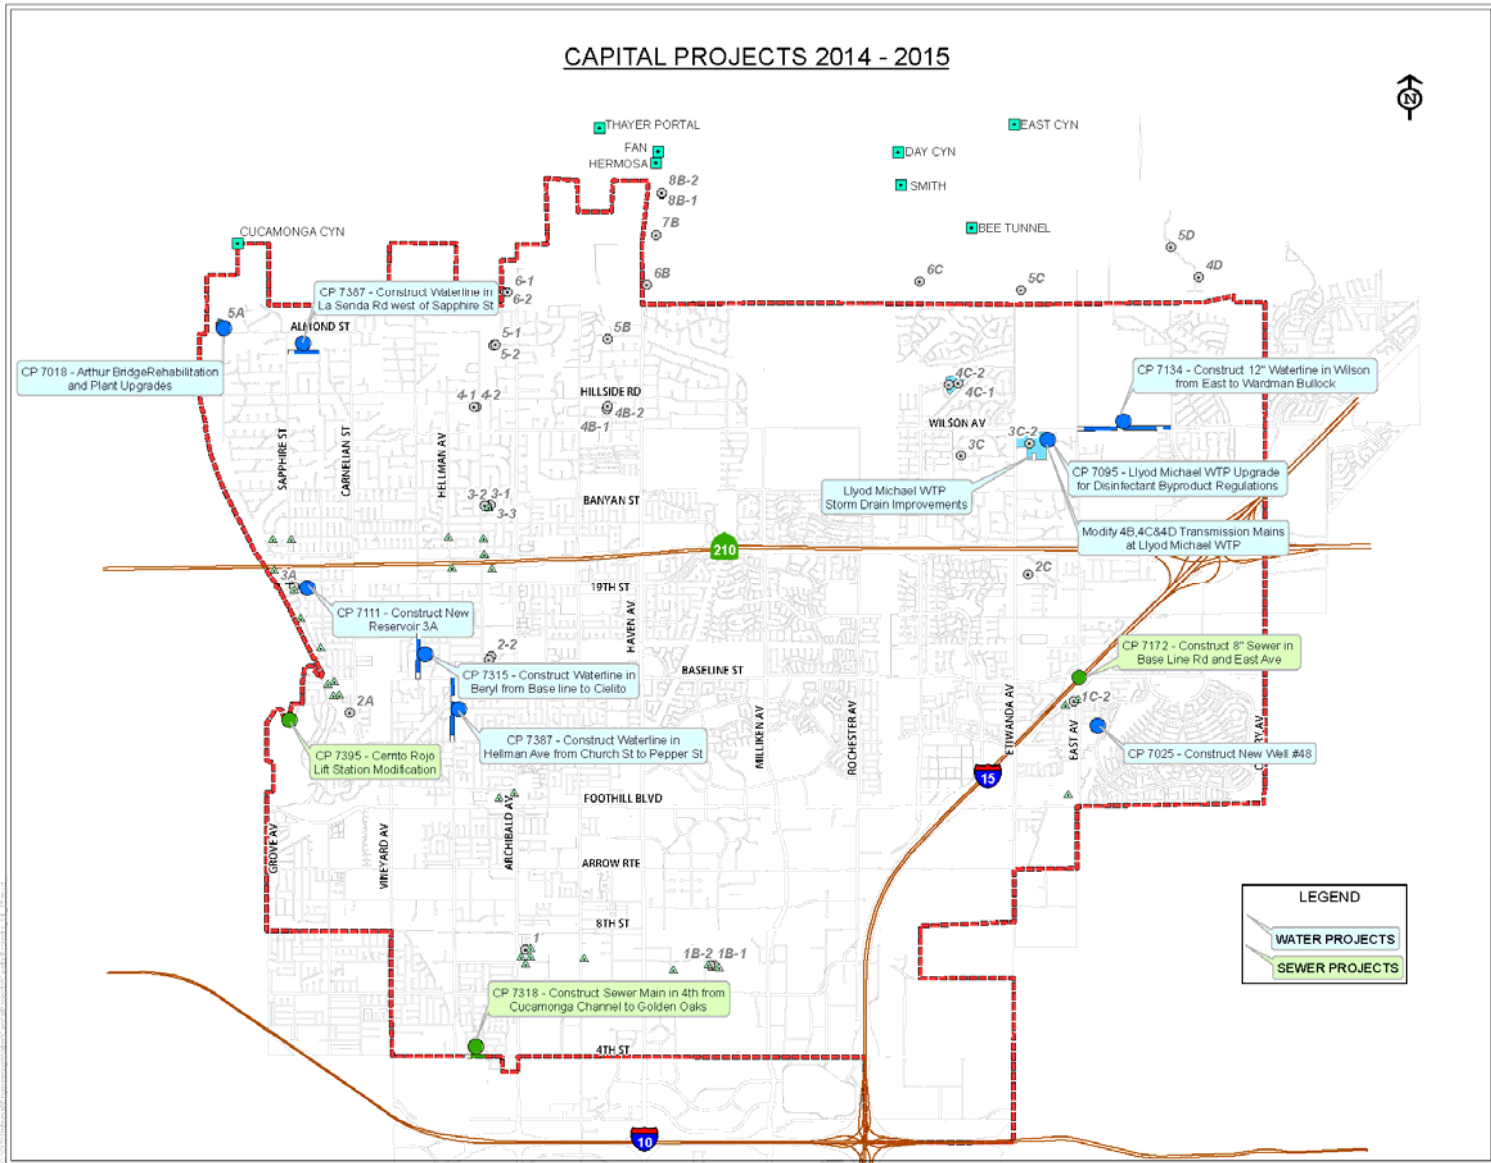 CAPITAL PROJECTS 2014 - 2015
N
THAYER PORTAL
EAST CYN
FAN
HERMOSA
DAY CYN
SMITH
8B-2
8B-1
7B
BEE TUNNEL
CUCAMONGA CYN
5D
4D
6B
6C
5C
6-1
6-2
CP 7387 - Construct Waterline in
La Senda Rd west of Sapphire St
5A
ALMOND ST
5-1
5-2
5B
CP 7018 - Arthur BridgeRehabilitation
and Plant Upgrades
CP 7134 - Construct 12" Waterline in Wilson
from East to Wardman Bullock
4C-2
4C-1
HILLSIDE RD
4-1 4-2
4B-2
4B-1
WILSON AV
3C-2
3C
SAPPHIRE ST
CARNELIAN ST
HELLMAN AV
CP 7095 - Llyod Michael WTP Upgrade
for Disinfectant Byproduct Regulations
Llyod Michael WTP
Storm Drain Improvements
3-2 3-1
3-3
BANYAN ST
Modify 4B,4C&4D Transmission Mains
at Llyod Michael WTP
210
3A
19TH ST
2C
CP 7111 - Construct New
Reservoir 3A
HAVEN AV
2-2
BASELINE ST
CP 7172 - Construct 8" Sewer in
Base Line Rd and East Ave
CP 7315 - Construct Waterline in
Beryl from Base line to Cielito
2A
1C-2
MILLIKEN AV
ROCHESTER AV
ETIWANDA AV
EAST AV
CP 7387 - Construct Waterline in
Hellman Ave from Church St to Pepper St
CP 7025 - Construct New Well #48
CP 7395 - Cerrito Rojo
Lift Station Modification
15
FOOTHILL BLVD
GROVE AV
VINEYARD AV
ARCHIBALD AV
ARROW RTE
8TH ST
LEGEND
WATER PROJECTS
SEWER PROJECTS
1
1B-2 1B-1
CP 7318 - Construct Sewer Main in 4th from
Cucamonga Channel to Golden Oaks
4TH ST
10